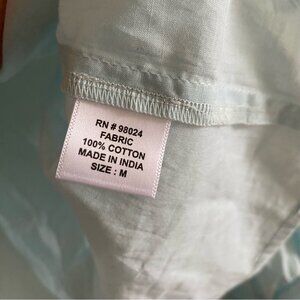 RN # 98024
FABRIC
100% COTTON
MADE IN INDIA
SIZE : M